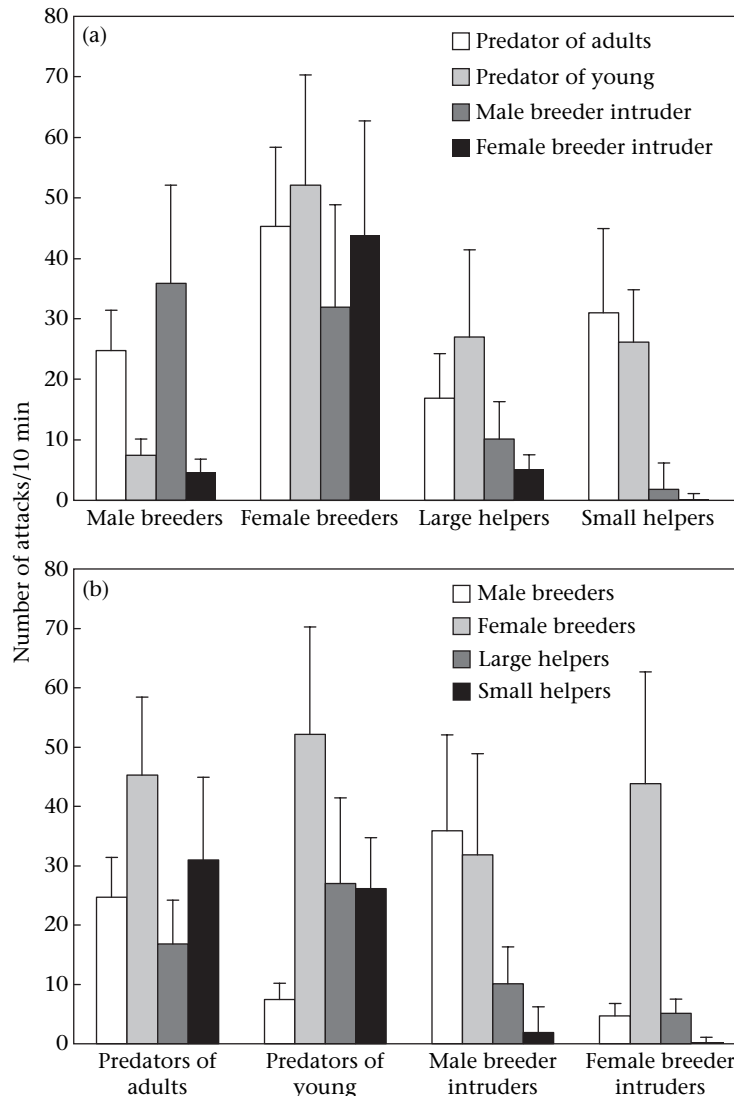 80
(a)
Predator of adults
70
Predator of young
Male breeder intruder
60
Female breeder intruder
50
40
30
20
10
0
Male breeders Female breeders Large helpers Small helpers
Number of attacks/10 min
80
(b)
Male breeders
70
Female breeders
Large helpers
60
Small helpers
50
40
30
20
10
0
Predators of adults
Predators of young
Male breeder intruders
Female breeder intruders